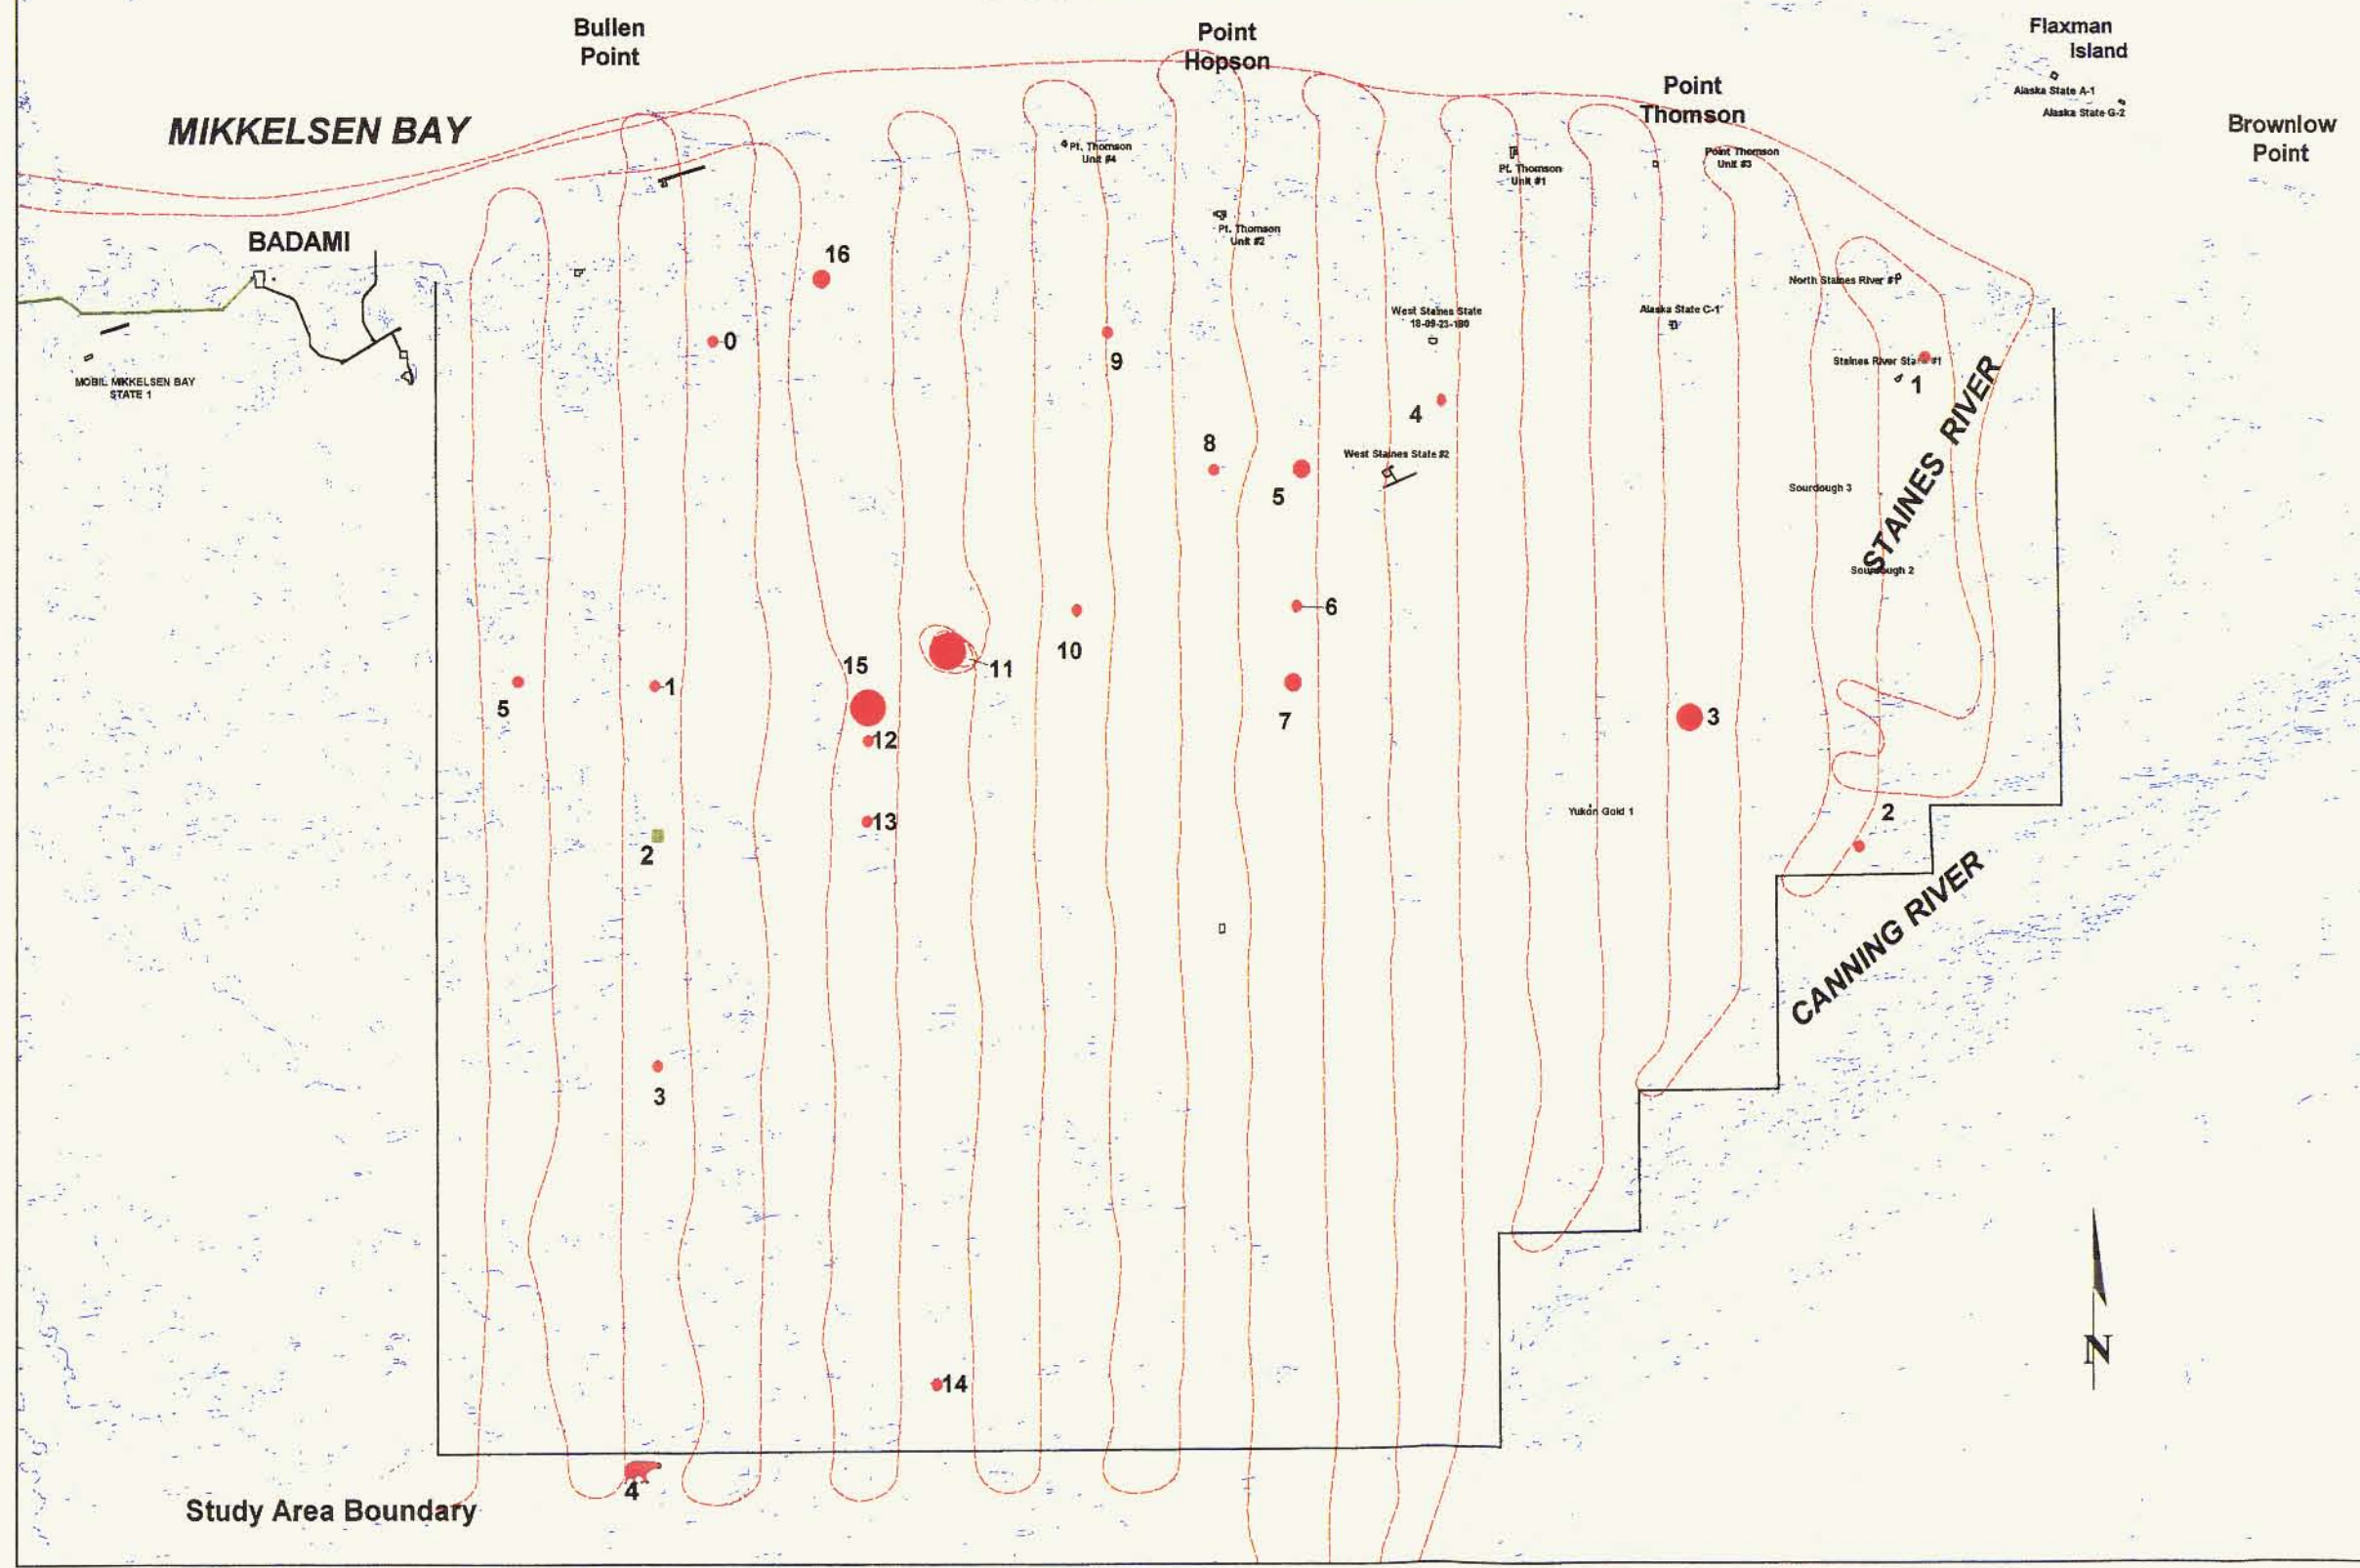 Bullen
Point
Point
Hopson
Flaxman
Island
Point
Thomson
Alaska State A-1
Alaska State G-2
Brownlow
Point
MIKKELSEN BAY
Pt. Thomson
Unit #4
Pt. Thomson
Unit #1
Point Thomson
Unit #3
BADAMI
Pt. Thomson
Unit #2
16
North Staines River #1
West Staines State
18-09-23-180
Alaska State C-1
0
9
Staines River State #1
1
MOBIL MIKKELSEN BAY
STATE 1
4
8
West Staines State #2
5
Sourdough 3
STAINES RIVER
Sourdough 2
6
10
15
11
5
1
7
3
12
13
Yukon Gold 1
2
2
CANNING RIVER
3
N
14
4
Study Area Boundary